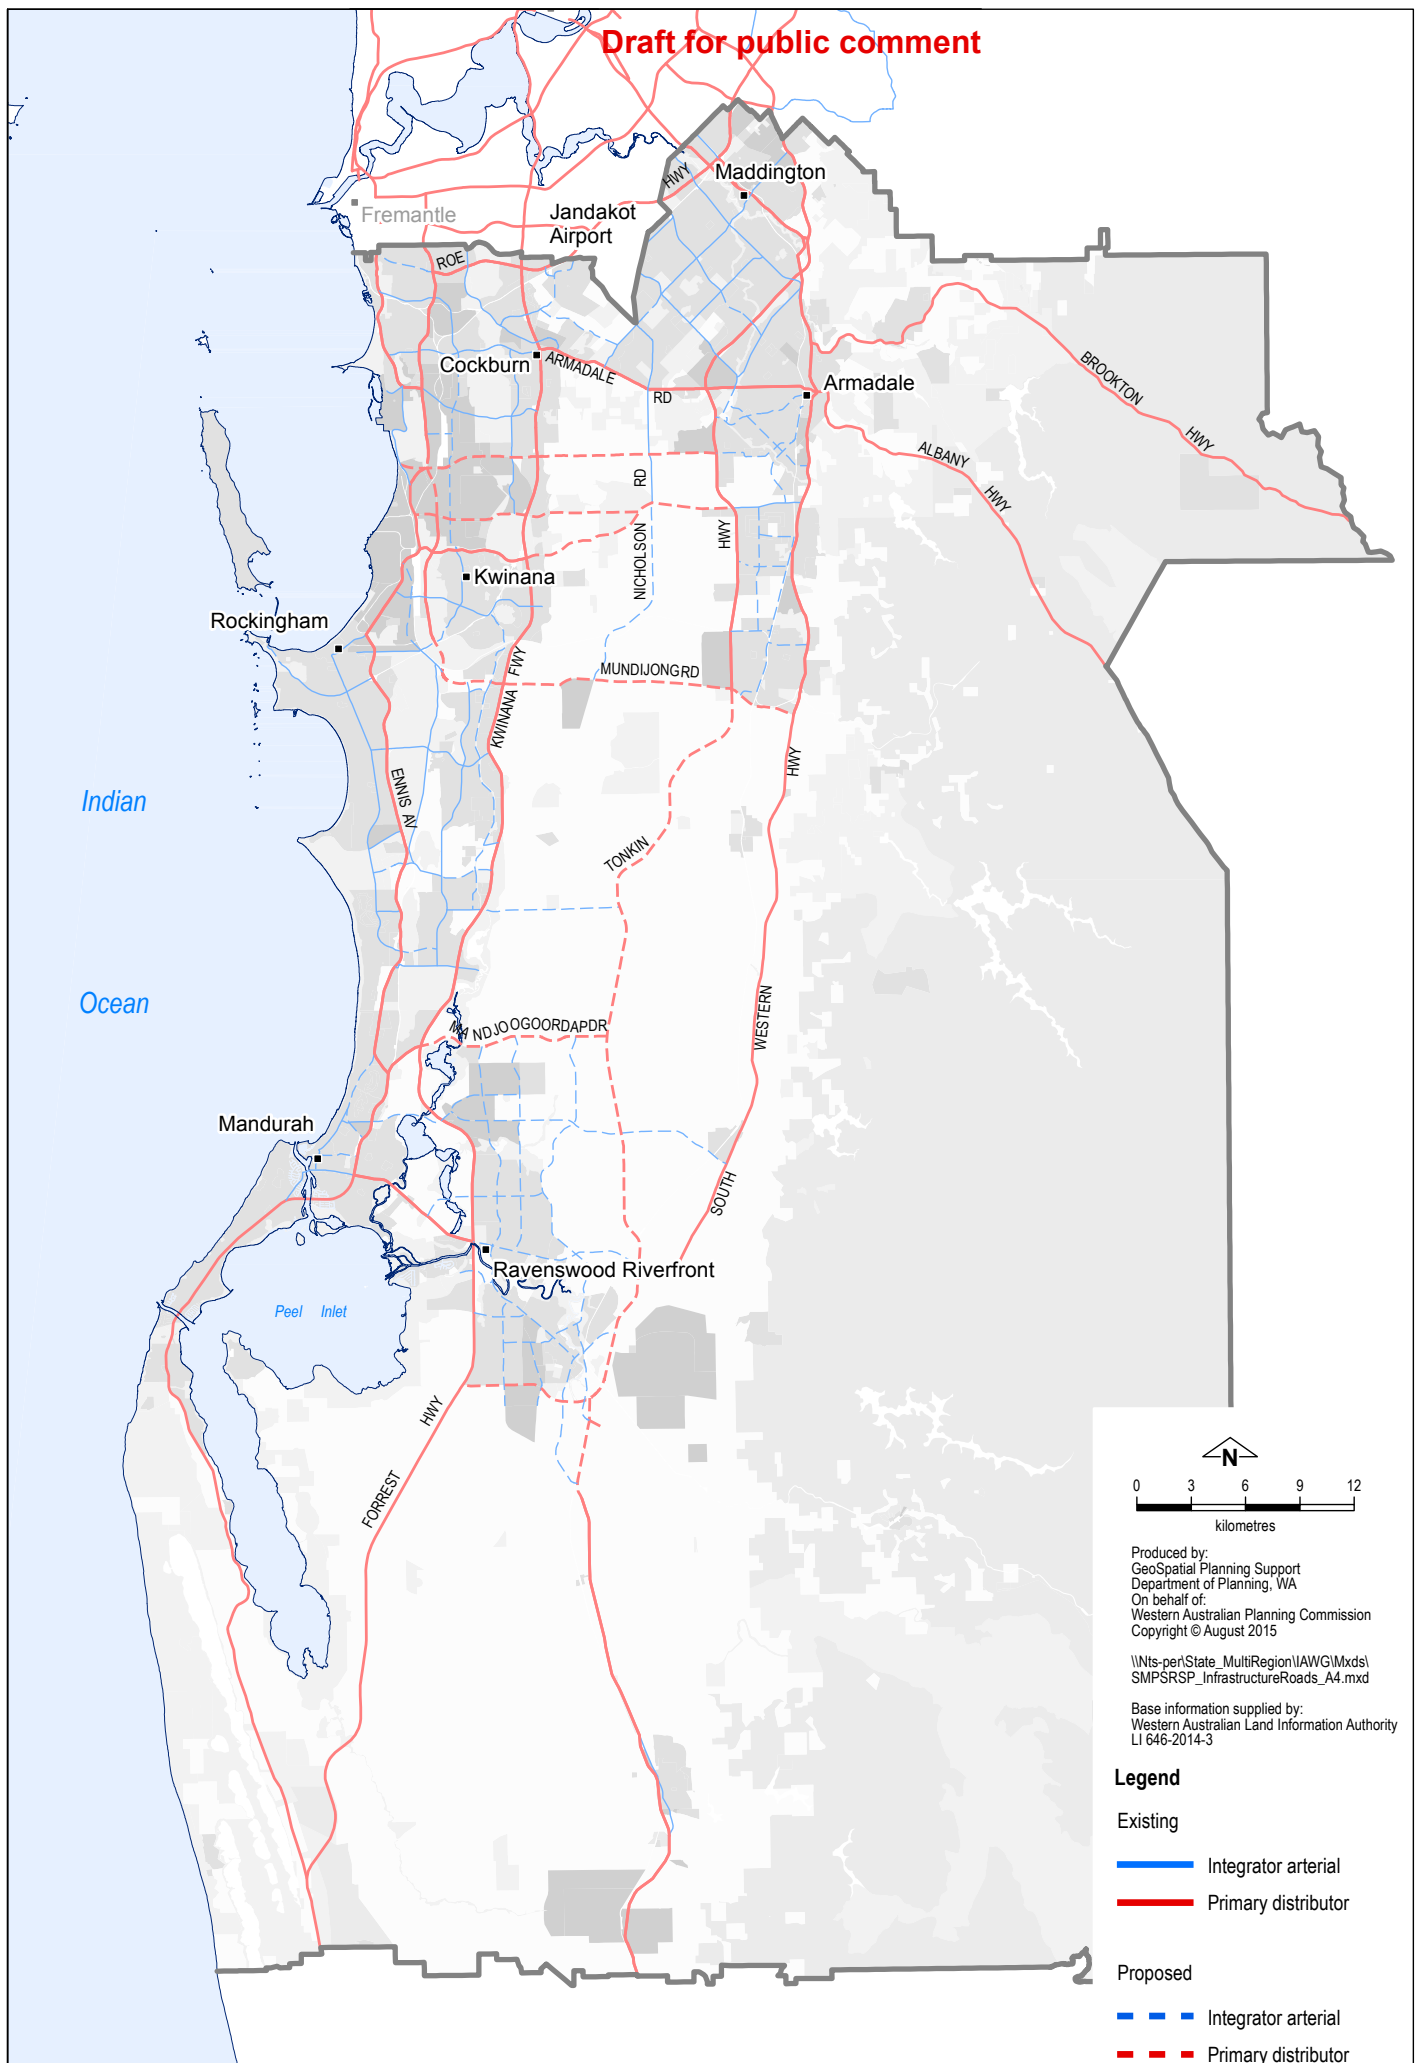 Draft for public comment
Maddington
HWY
Fremantle
Jandakot
Airport
ROE
Cockburn
ARMADALE
RD
Armadale
BROOKTON
HWY
ALBANY
HWY
RD
NICHOLSON
HWY
Kwinana
Rockingham
MUNDIJONG RD
FWY
KWINANA
HWY
Indian
ENNIS AV
TONKIN
Ocean
WESTERN
MANDJOOGOORDAP DR
Mandurah
SOUTH
Ravenswood Riverfront
Peel Inlet
HWY
FORREST
N
0 3 6 9 12
kilometres
Produced by:
GeoSpatial Planning Support
Department of Planning, WA
On behalf of:
Western Australian Planning Commission
Copyright © August 2015
\\Nts-per\State_MultiRegion\IAWG\Mxds\
SMPSRSP_InfrastructureRoads_A4.mxd
Base information supplied by:
Western Australian Land Information Authority
LI 646-2014-3
Legend
Existing
Integrator arterial
Primary distributor
Proposed
Integrator arterial
Primary distributor